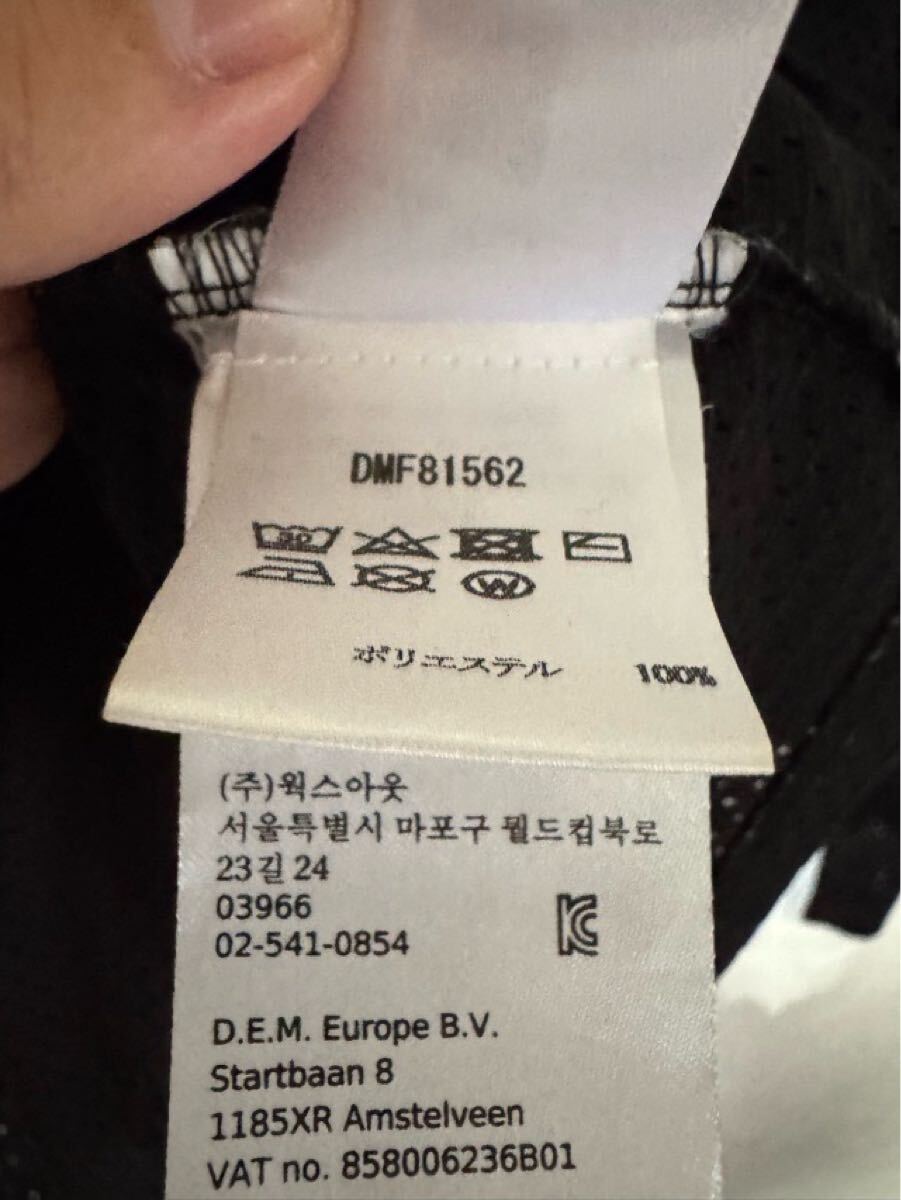 DMF81562
30
W
ポリエステル 100%
(주)웍스아웃
서울특별시 마포구 월드컵북로
23길 24
03966
02-541-0854
D.E.M. Europe B.V.
Startbaan 8
1185XR Amstelveen
VAT no. 858006236B01